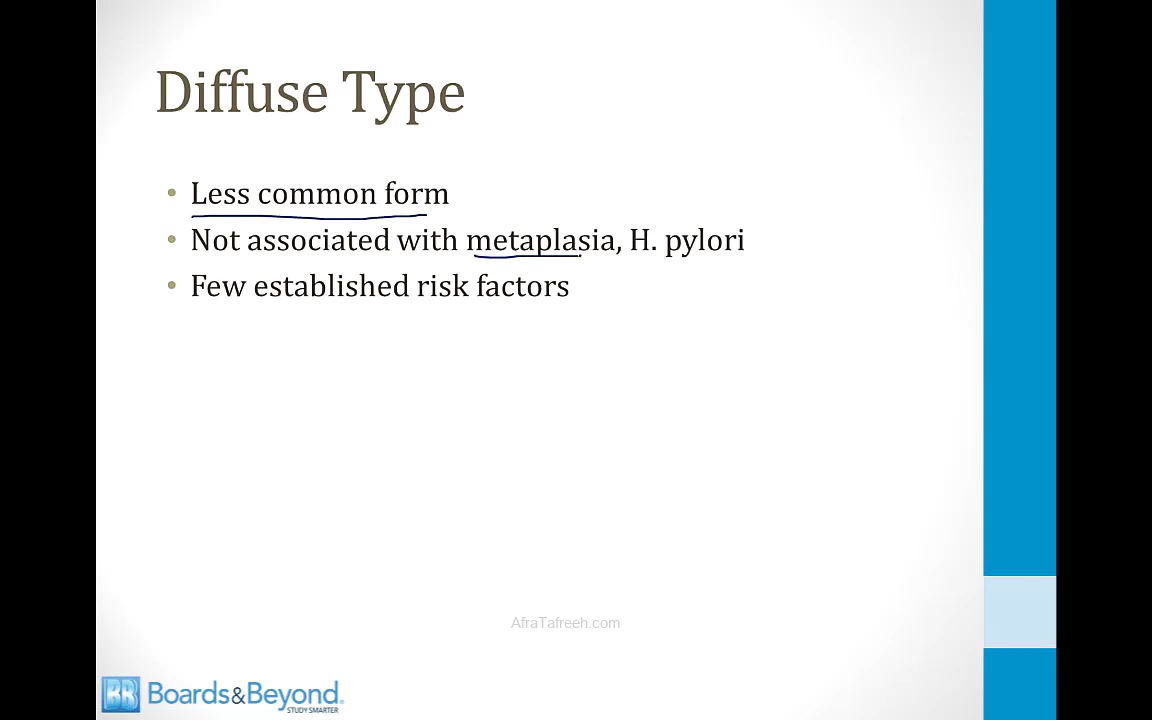 Diffuse Type
• Less common form
• Not associated with metaplasia, H. pylori
• Few established risk factors
AfraTafreeh.com
BB Boards&Beyond.
STUDY SMARTER